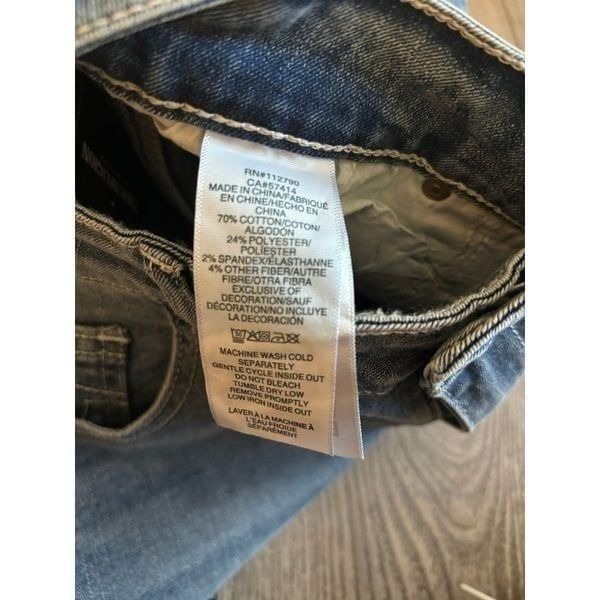 RN#112790
CA#57414
MADE IN CHINA/FABRIQUÉ
EN CHINE/HECHO EN
CHINA
70% COTTON/COTON/
ALGODON
24% POLYESTER/
POLIESTER
2% SPANDEX/ÉLASTHANNE
4% OTHER FIBER/AUTRE
FIBRE/OTRA FIBRA
EXCLUSIVE OF
DECORATION/SAUF
DÉCORATION/NO INCLUYE
LA DECORACIÓN
MACHINE WASH COLD
SEPARATELY
GENTLE CYCLE INSIDE OUT
DO NOT BLEACH
TUMBLE DRY LOW
REMOVE PROMPTLY
LOW IRON INSIDE OUT
LAVER À LA MACHINE À
L'EAU FROIDE
SÉPARÉMENT